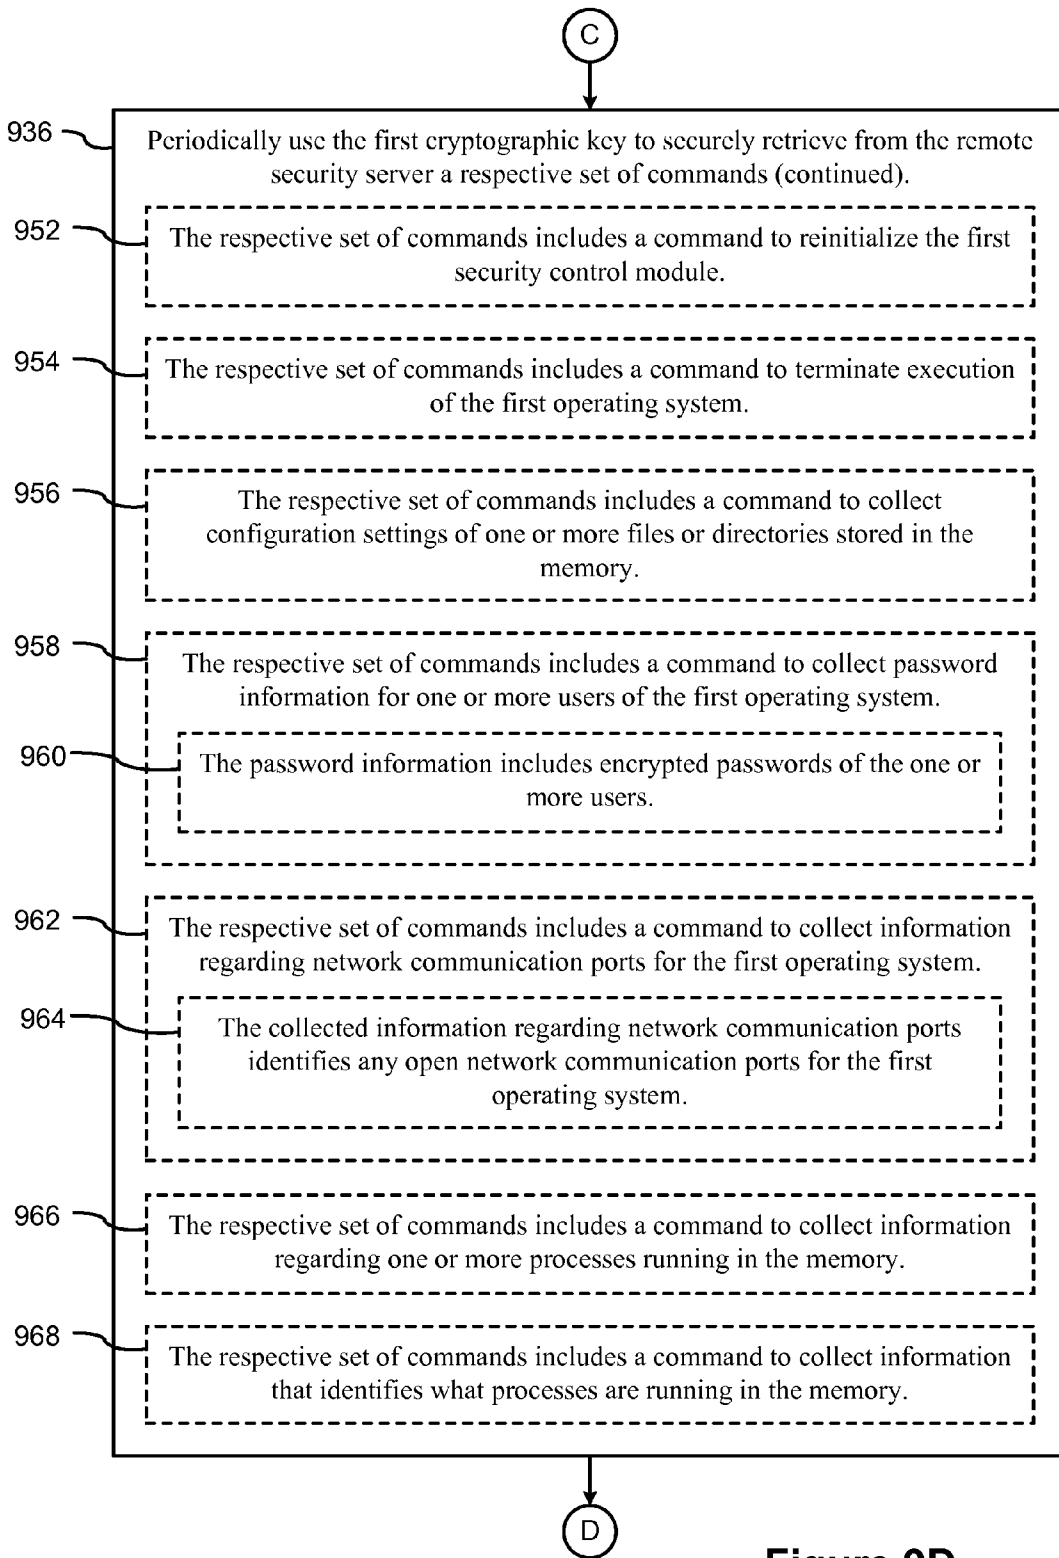 C
936
Periodically use the first cryptographic key to securely retrieve from the remote
security server a respective set of commands (continued).
952
The respective set of commands includes a command to reinitialize the first
security control module.
954
The respective set of commands includes a command to terminate execution
of the first operating system.
956
The respective set of commands includes a command to collect
configuration settings of one or more files or directories stored in the
memory.
958
The respective set of commands includes a command to collect password
information for one or more users of the first operating system.
960
The password information includes encrypted passwords of the one or
more users.
962
The respective set of commands includes a command to collect information
regarding network communication ports for the first operating system.
964
The collected information regarding network communication ports
identifies any open network communication ports for the first
operating system.
966
The respective set of commands includes a command to collect information
regarding one or more processes running in the memory.
968
The respective set of commands includes a command to collect information
that identifies what processes are running in the memory.
D
Figure 9D